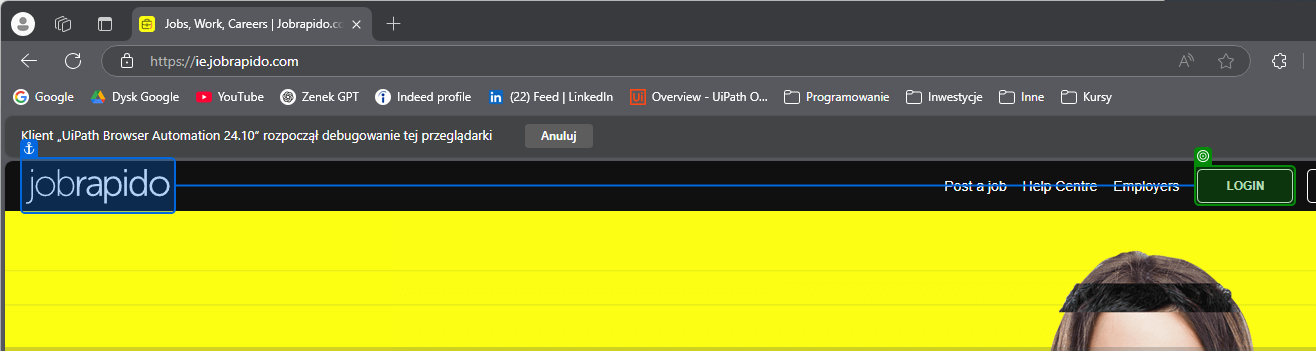 Jobs, Work, Careers | Jobrapido.co
https://ie.jobrapido.com
Google Dysk Google YouTube Zenek GPT Indeed profile (22) Feed | LinkedIn Overview - UiPath O... Programowanie Inwestycje Inne Kursy
Klient „UiPath Browser Automation 24.10” rozpoczął debugowanie tej przeglądarki Anuluj
jobrapido Post a job Help Centre Employers LOGIN